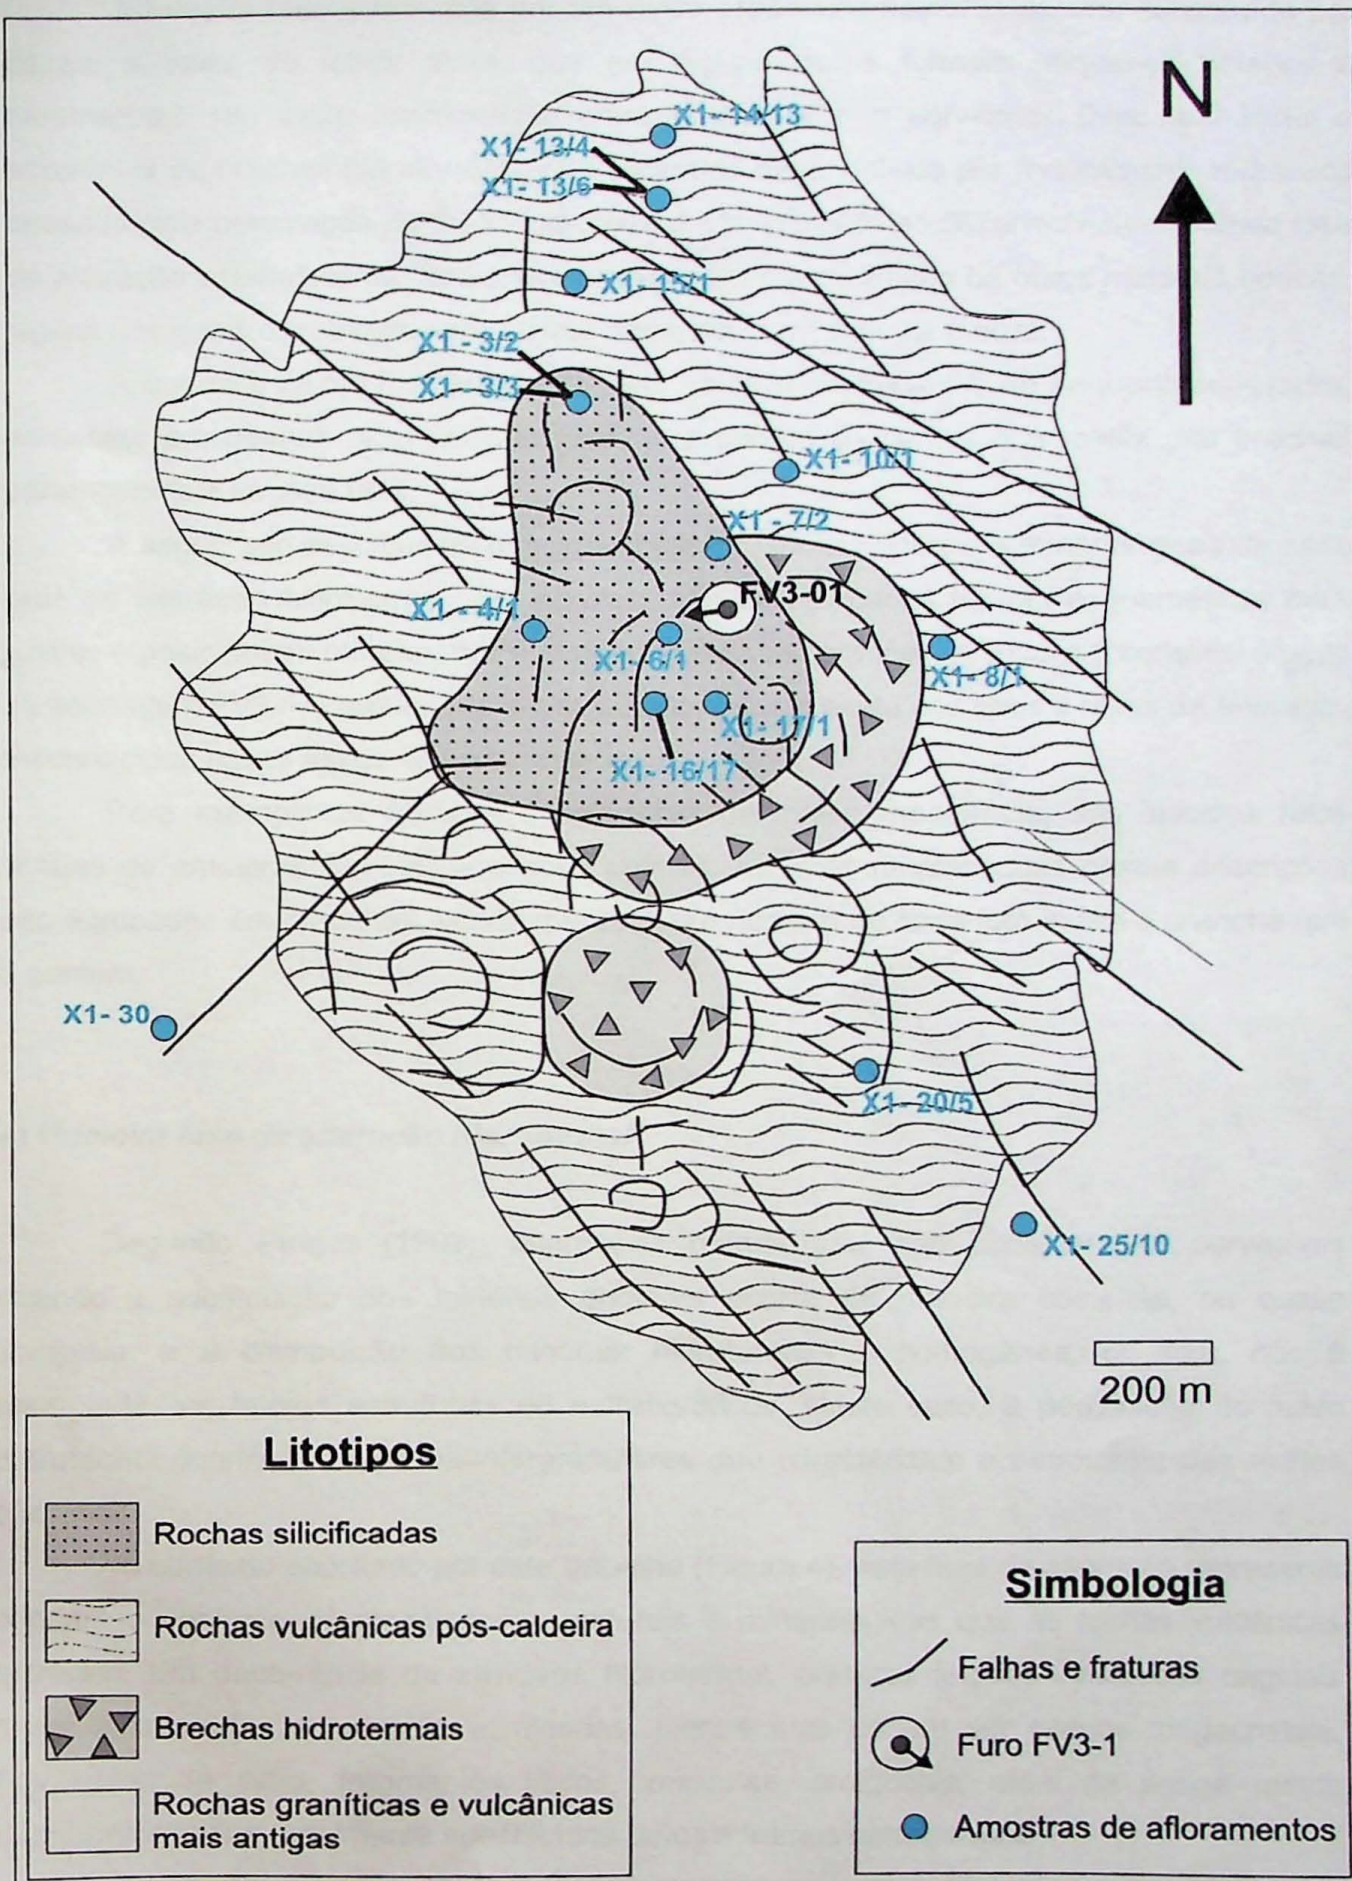 N
X1- 14/13
X1- 13/4
X1- 13/6
X1- 15/1
X1 - 3/2
X1 - 3/3
X1- 10/1
X1 - 7/2
FV3-01
X1 - 4/1
X1- 6/1
X1- 8/1
X1- 17/1
X1- 16/17
X1- 30
X1- 20/5
X1- 25/10
200 m
Litotipos
Rochas silicificadas
Rochas vulcânicas pós-caldeira
Brechas hidrotermais
Rochas graníticas e vulcânicas
mais antigas
Simbologia
Falhas e fraturas
Furo FV3-1
Amostras de afloramentos